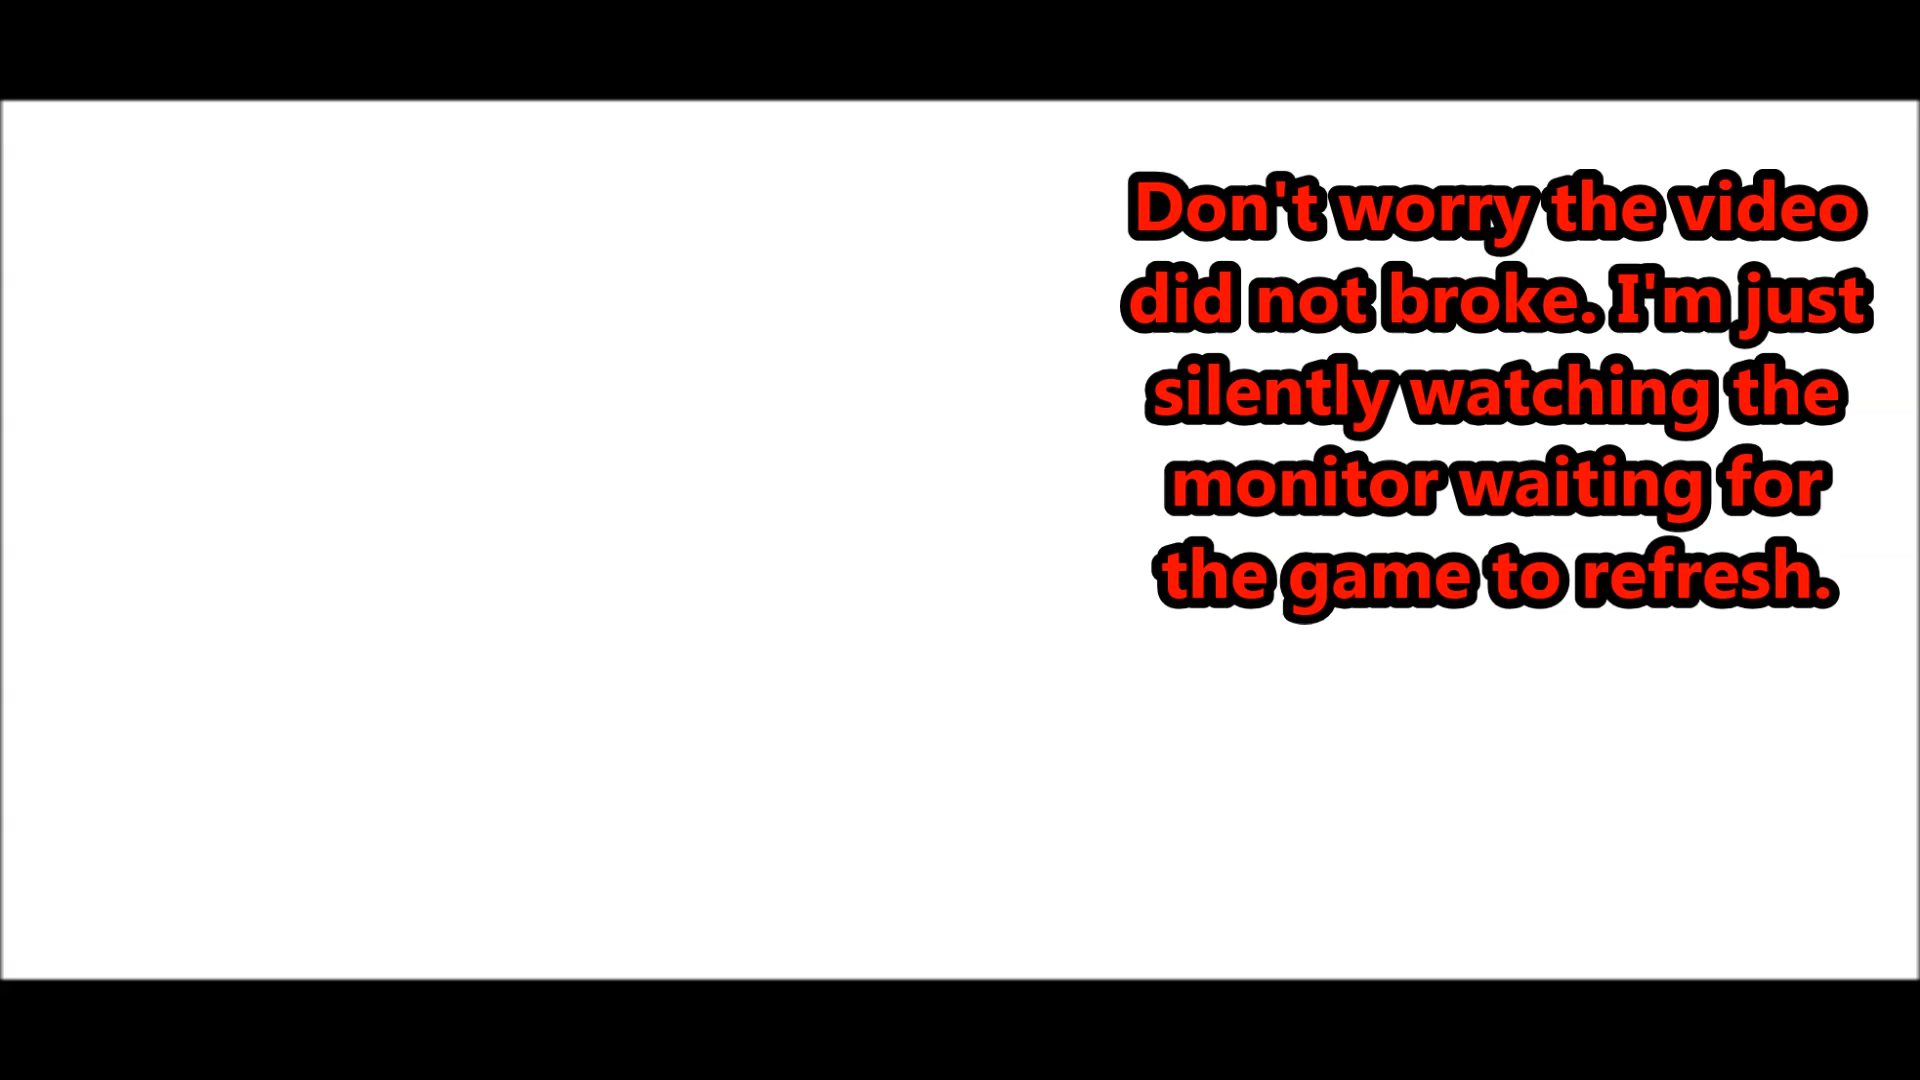 Don't worry the video
did not broke. I'm just
silently watching the
monitor waiting for
the game to refresh.